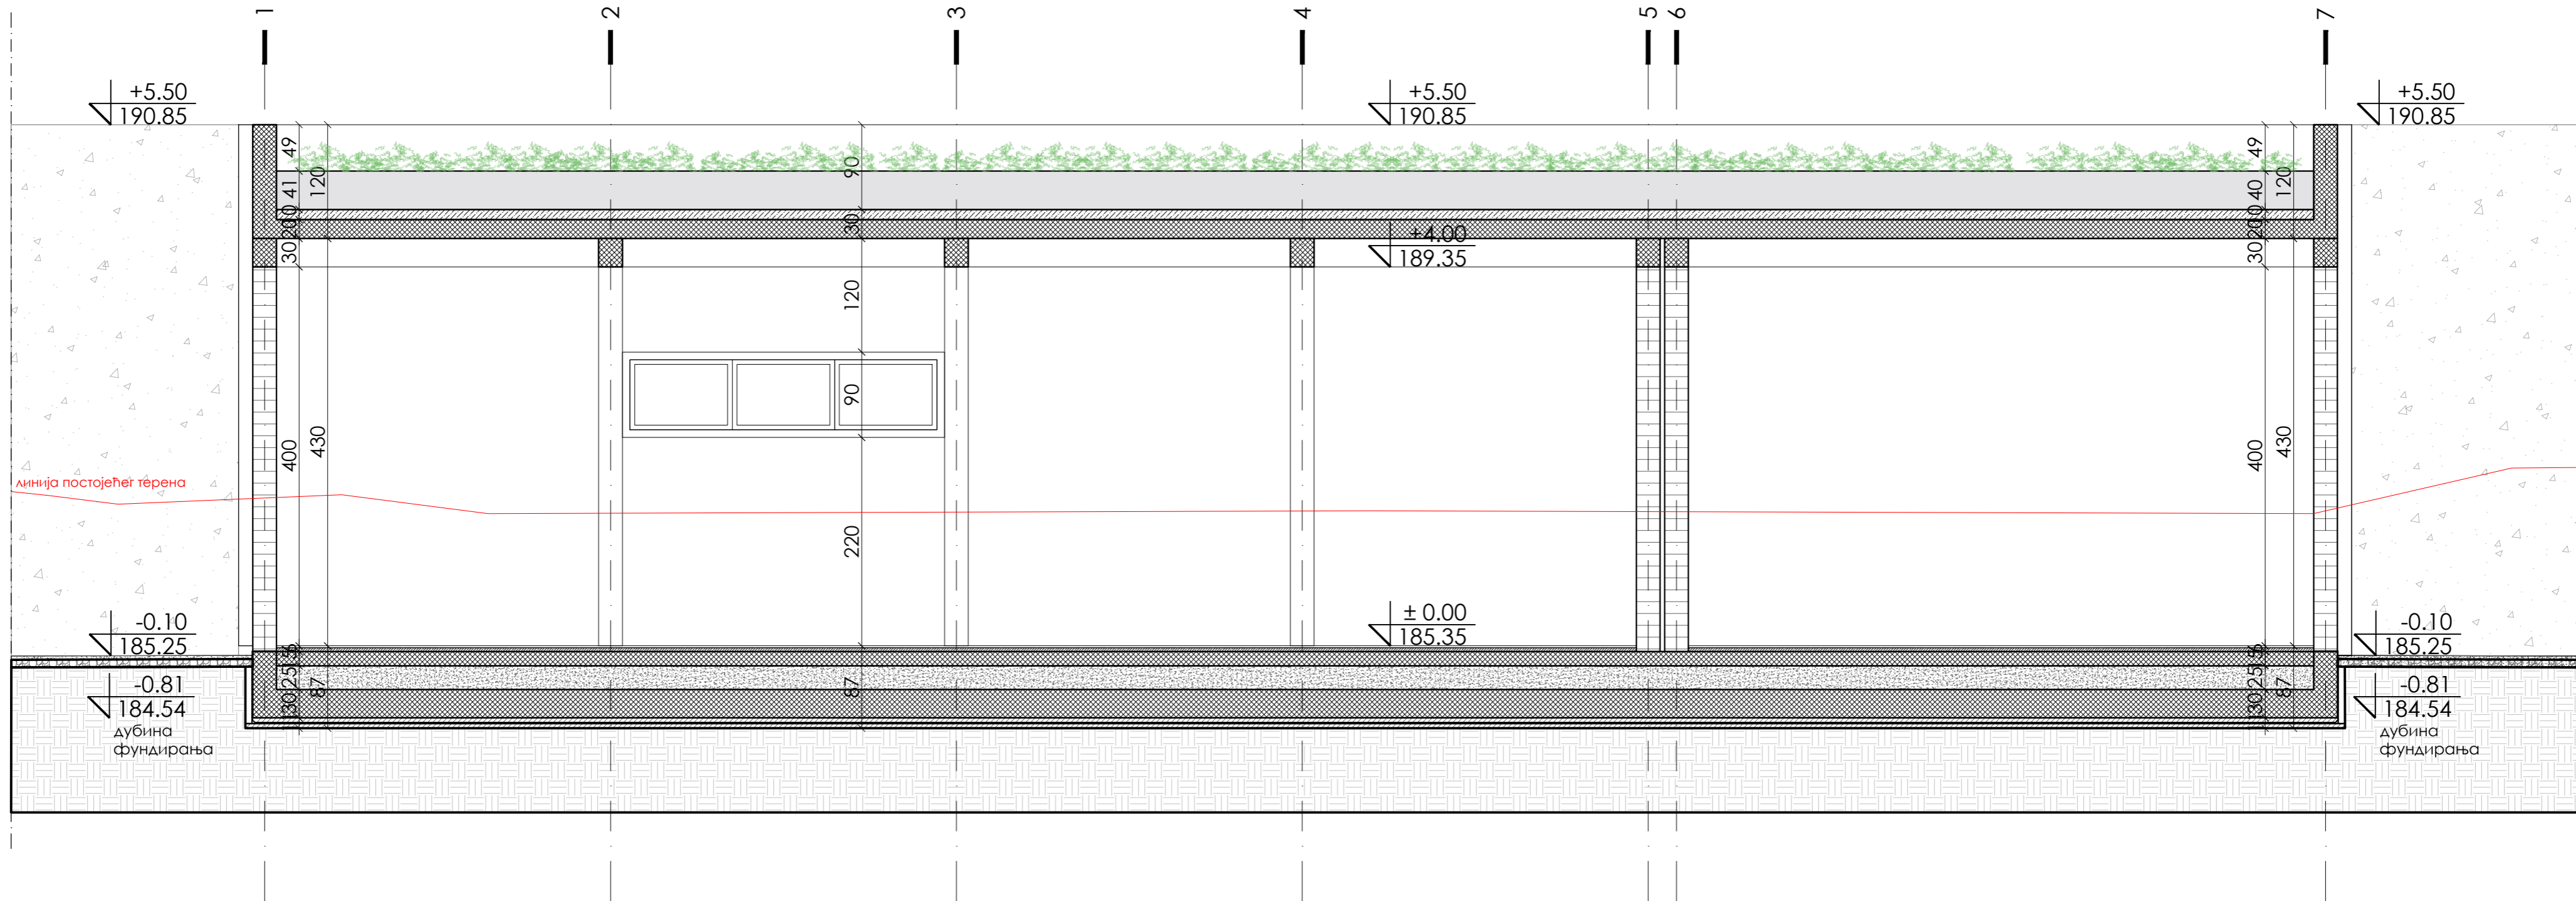 1 2 3 4 5 6 7
+5.50 +5.50 +5.50
190.85 190.85 190.85
49 90 49
41 120 40 120
10 10
20 30 20
30 30
+4.00
189.35
120
90
400 430 400 430
линија постојећег терена
220
-0.10 ± 0.00 -0.10
185.25 185.35 185.25
15 15
25 87 87 25 87
30 30
-0.81 -0.81
184.54 184.54
дубина дубина
фундирања фундирања